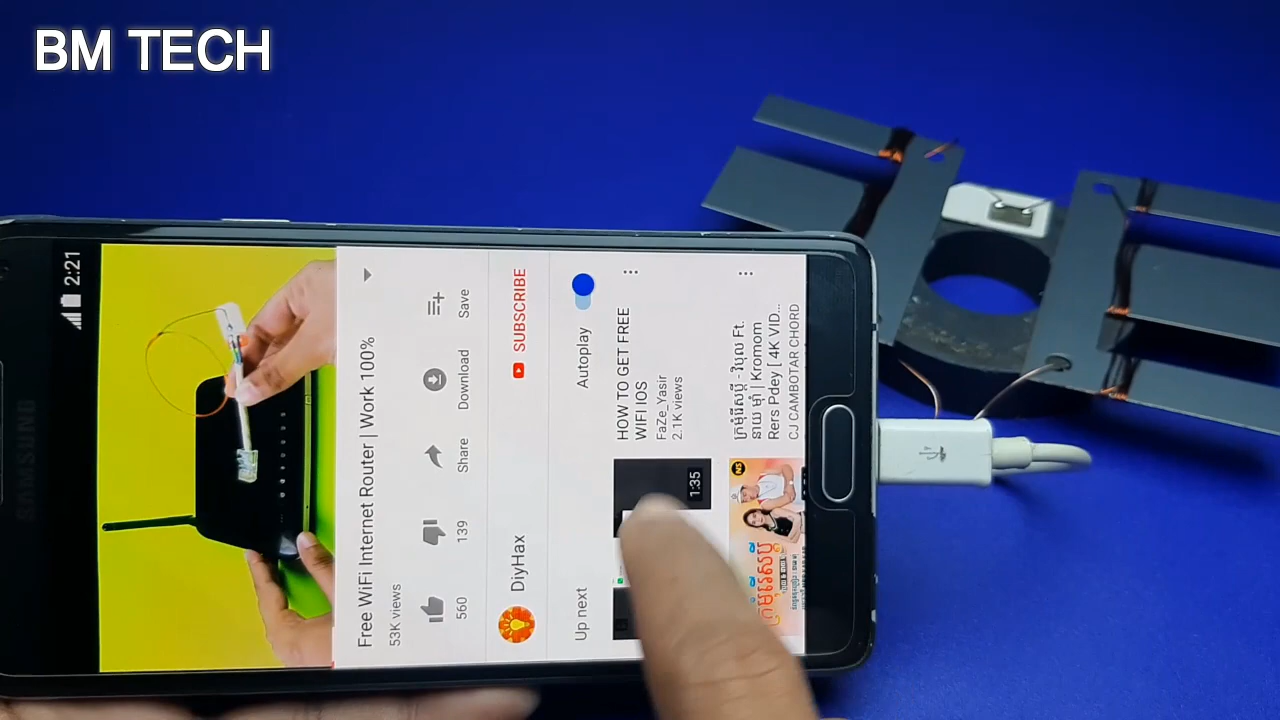 BM TECH
SAMSUNG
2:21
Free WiFi Internet Router | Work 100%
53K views
560
139
Share
Download
Save
DiyHax
SUBSCRIBE
Up next
Autoplay
1:35
HOW TO GET FREE
WIFI IOS
FaZe_Yasir
2.1K views
NS
Rers Pdey [ 4K VID...
CJ CAMBOTAR CHORD